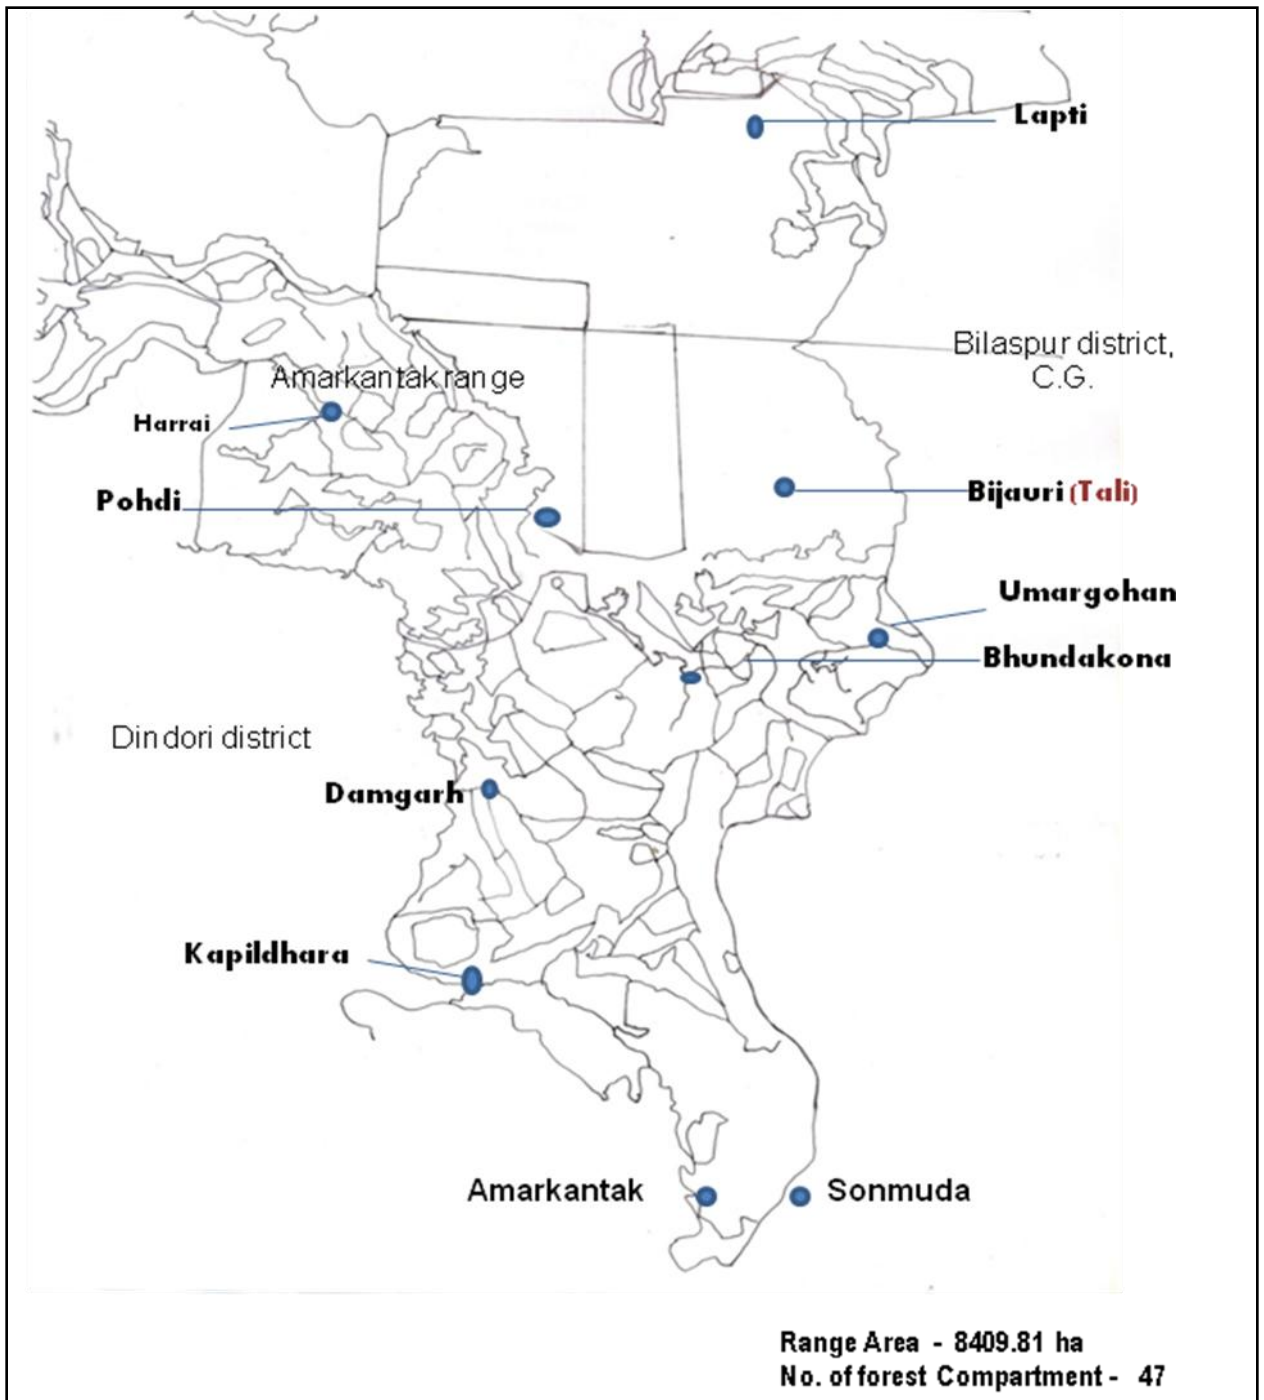 Lapti
Bilaspur district,
C.G.
Amarkantak range
Harrai
Pohdi
Bijauri (Tali)
Umargohan
Bhundakona
Dindori district
Damgarh
Kapildhara
Amarkantak
Sonmuda
Range Area - 8409.81 ha
No. of forest Compartment - 47